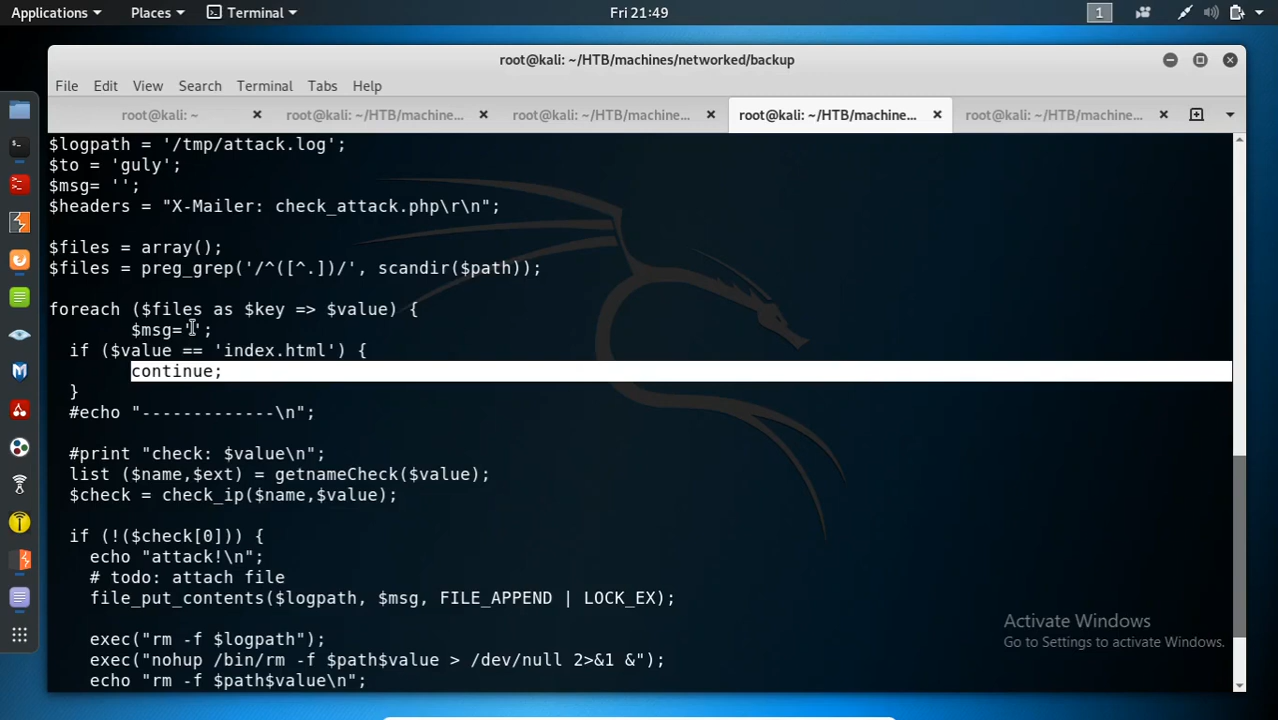 Applications Places Terminal Fri 21:49 1
root@kali: ~/HTB/machines/networked/backup
File Edit View Search Terminal Tabs Help
root@kali: ~ root@kali: ~/HTB/machine... root@kali: ~/HTB/machine... root@kali: ~/HTB/machine... root@kali: ~/HTB/machine...
$logpath = '/tmp/attack.log';
$to = 'guly';
$msg= '';
$headers = "X-Mailer: check_attack.php\r\n";
$files = array();
$files = preg_grep('/^([^.])/', scandir($path));
foreach ($files as $key => $value) {
$msg='';
if ($value == 'index.html') {
continue;
}
#echo "-------------\n";
#print "check: $value\n";
list ($name,$ext) = getnameCheck($value);
$check = check_ip($name,$value);
if (!($check[0])) {
echo "attack!\n";
# todo: attach file
file_put_contents($logpath, $msg, FILE_APPEND | LOCK_EX);
exec("rm -f $logpath");
exec("nohup /bin/rm -f $path$value > /dev/null 2>&1 &");
echo "rm -f $path$value\n";
Activate Windows
Go to Settings to activate Windows.